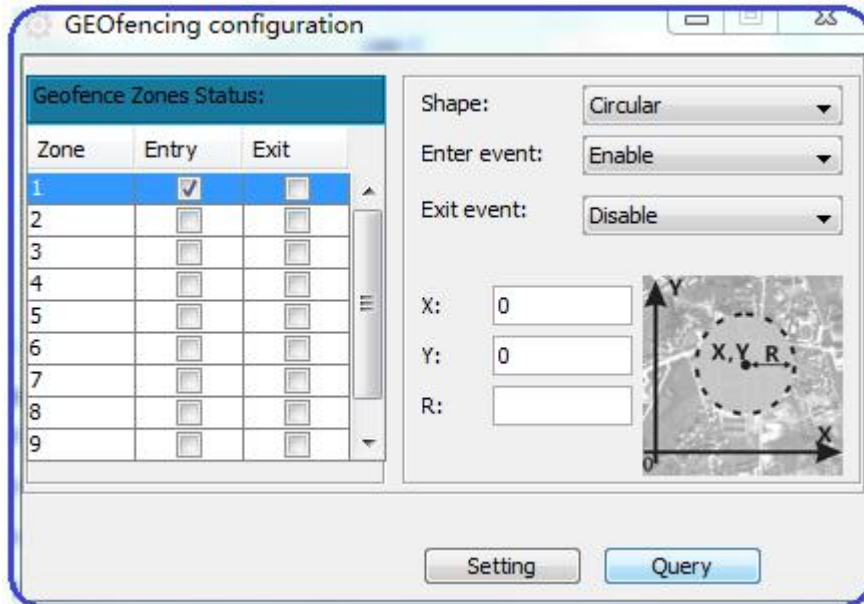 GEOfencing configuration
Geofence Zones Status:
Zone Entry Exit
1
2
3
4
5
6
7
8
9
Shape: Circular
Enter event: Enable
Exit event: Disable
X: 0
Y: 0
R:
Y
X,Y R
X
0
Setting Query